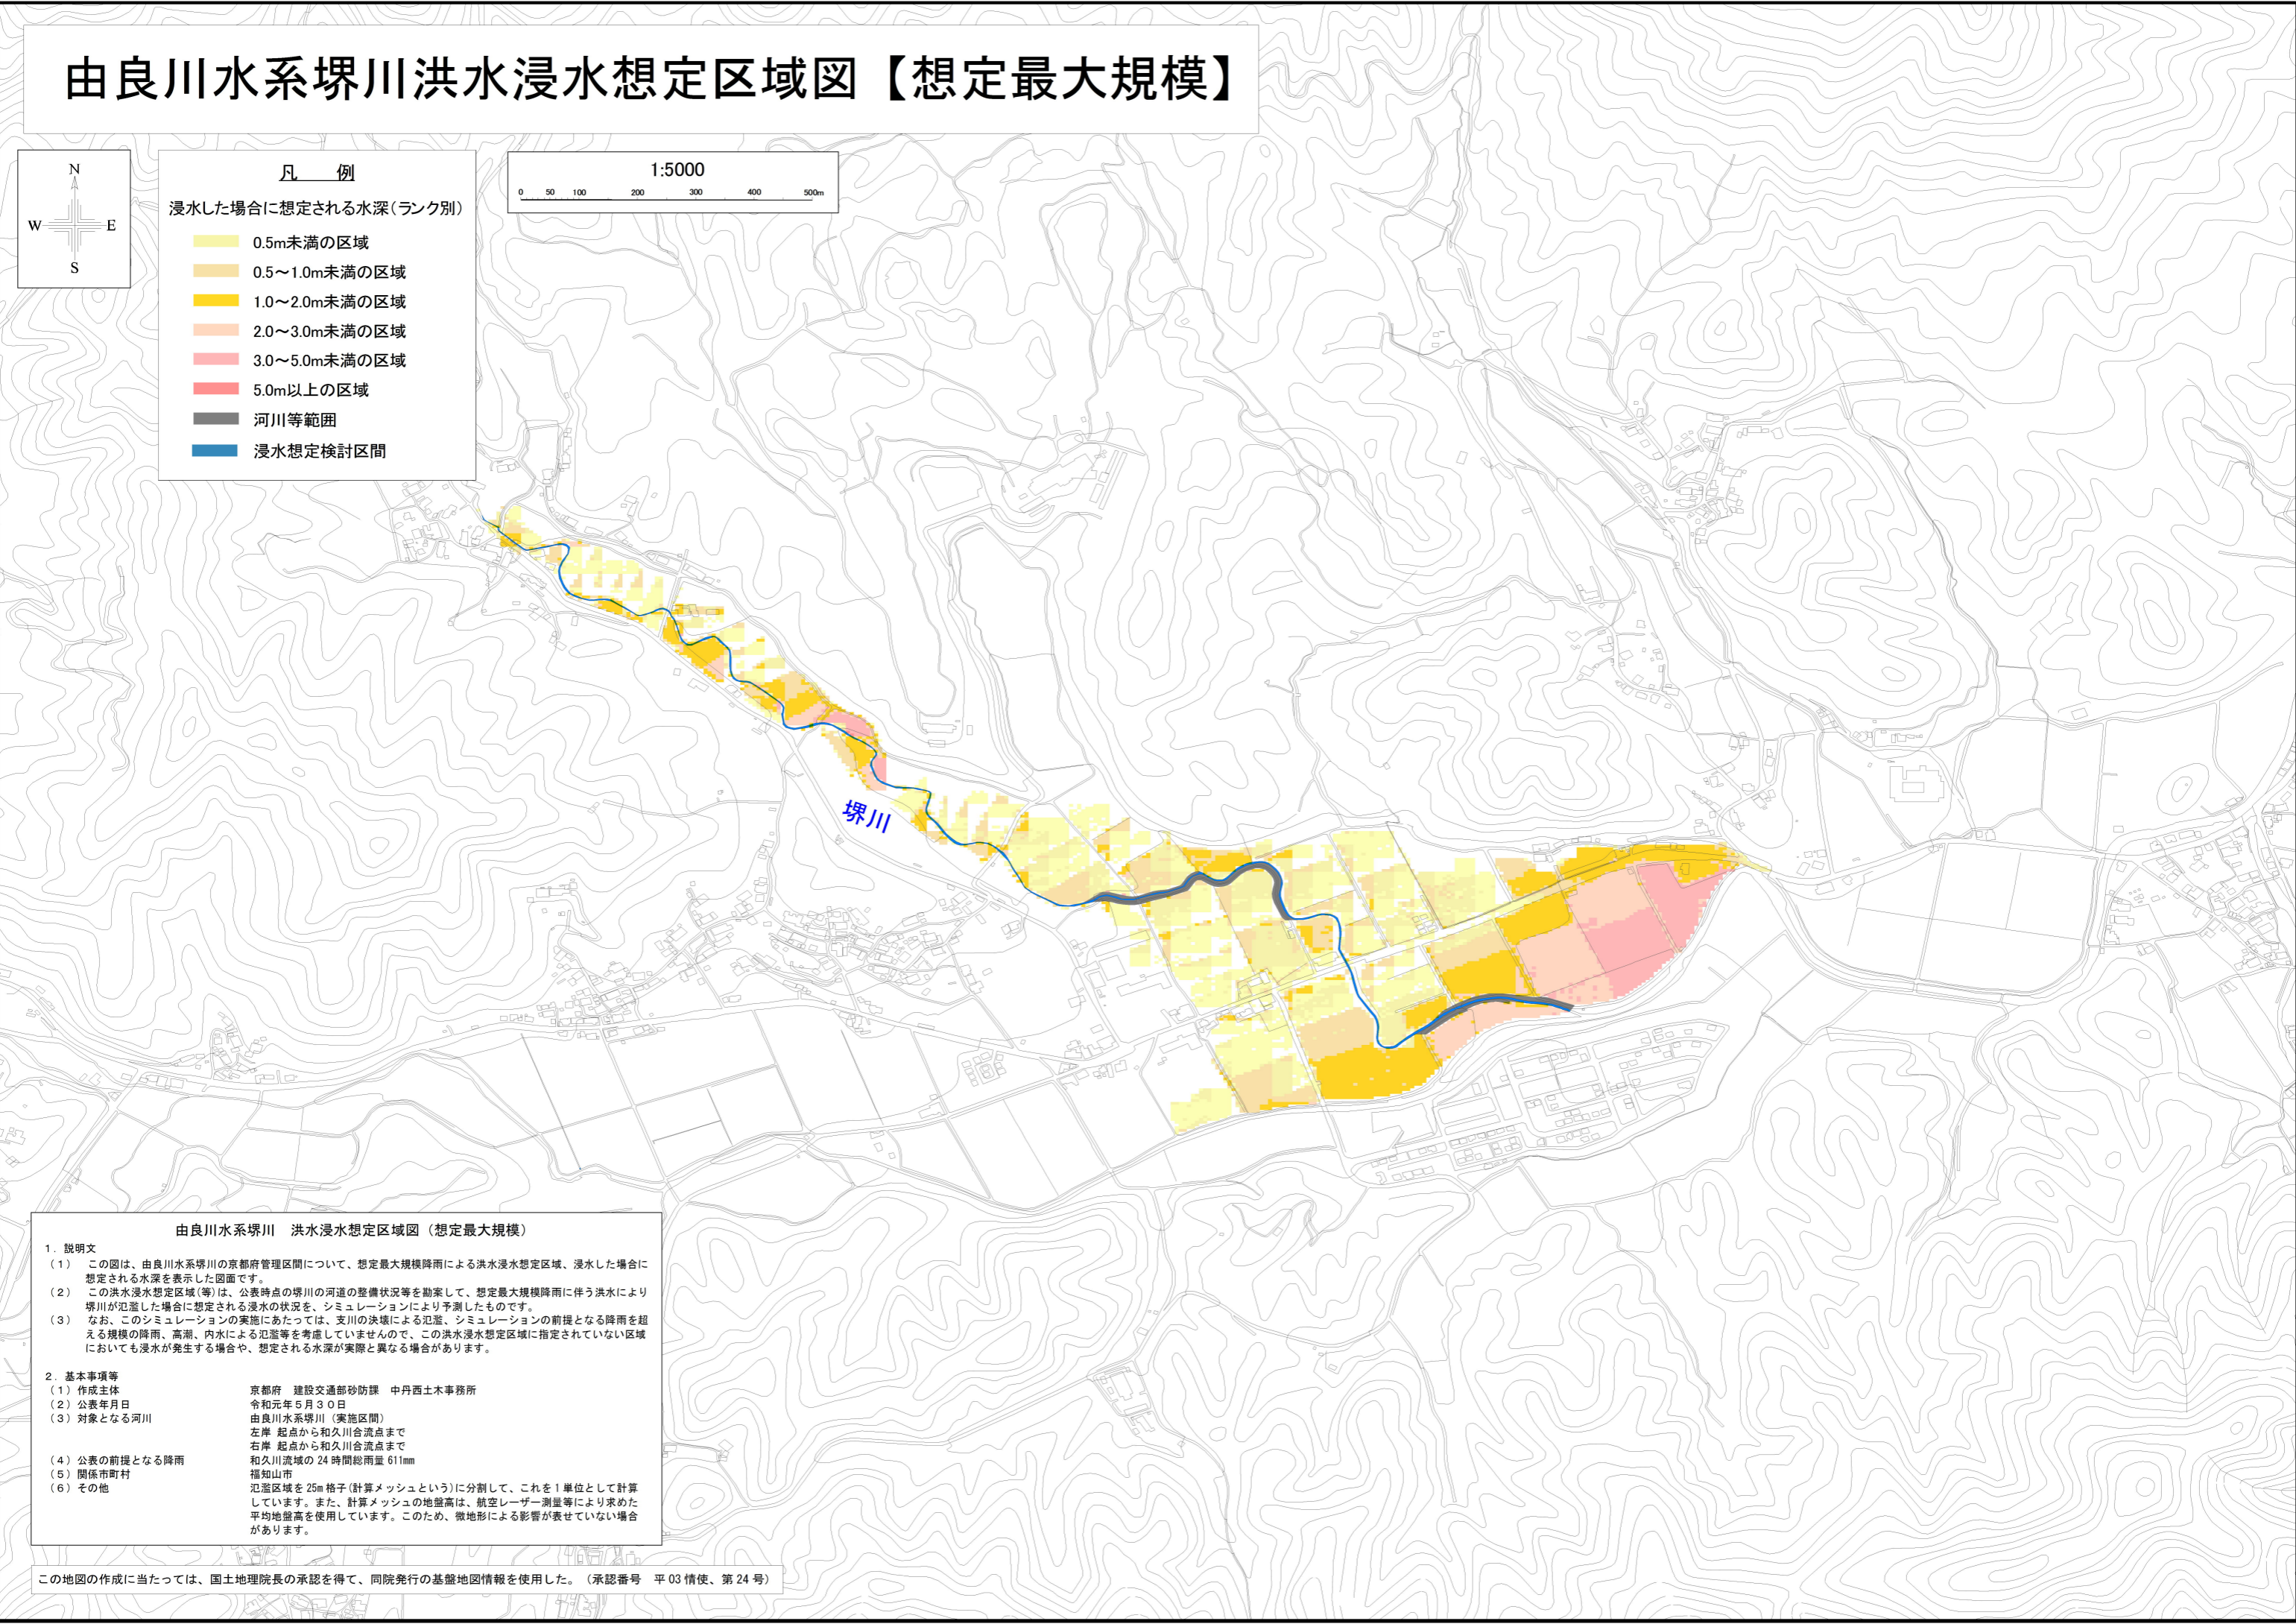 由良川水系堺川洪水浸水想定区域図【想定最大規模】
N
W E
S
凡　例
浸水した場合に想定される水深(ランク別)
0.5m未満の区域
0.5～1.0m未満の区域
1.0～2.0m未満の区域
2.0～3.0m未満の区域
3.0～5.0m未満の区域
5.0m以上の区域
河川等範囲
浸水想定検討区間
1:5000
0 50 100 200 300 400 500m
堺川
由良川水系堺川　洪水浸水想定区域図（想定最大規模）
1．説明文
（1）　この図は、由良川水系堺川の京都府管理区間について、想定最大規模降雨による洪水浸水想定区域、浸水した場合に
想定される水深を表示した図面です。
（2）　この洪水浸水想定区域(等)は、公表時点の堺川の河道の整備状況等を勘案して、想定最大規模降雨に伴う洪水により
堺川が氾濫した場合に想定される浸水の状況を、シミュレーションにより予測したものです。
（3）　なお、このシミュレーションの実施にあたっては、支川の決壊による氾濫、シミュレーションの前提となる降雨を超
える規模の降雨、高潮、内水による氾濫等を考慮していませんので、この洪水浸水想定区域に指定されていない区域
においても浸水が発生する場合や、想定される水深が実際と異なる場合があります。
2．基本事項等
（1）作成主体　京都府　建設交通部砂防課　中丹西土木事務所
（2）公表年月日　令和元年５月３０日
（3）対象となる河川　由良川水系堺川（実施区間）
左岸 起点から和久川合流点まで
右岸 起点から和久川合流点まで
（4）公表の前提となる降雨　和久川流域の 24 時間総雨量 611mm
（5）関係市町村　福知山市
（6）その他　氾濫区域を 25m 格子(計算メッシュという)に分割して、これを１単位として計算
しています。また、計算メッシュの地盤高は、航空レーザー測量等により求めた
平均地盤高を使用しています。このため、微地形による影響が表せていない場合
があります。
この地図の作成に当たっては、国土地理院長の承認を得て、同院発行の基盤地図情報を使用した。（承認番号　平 03 情使、第 24 号）